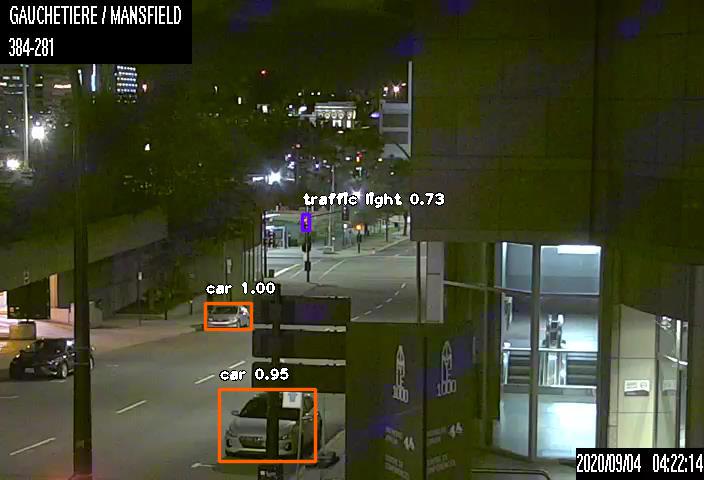 GAUCHETIERE / MANSFIELD
384-281
traffic light 0.73
car 1.00
car 0.95
1000
1000
2020/09/04 04:22:14